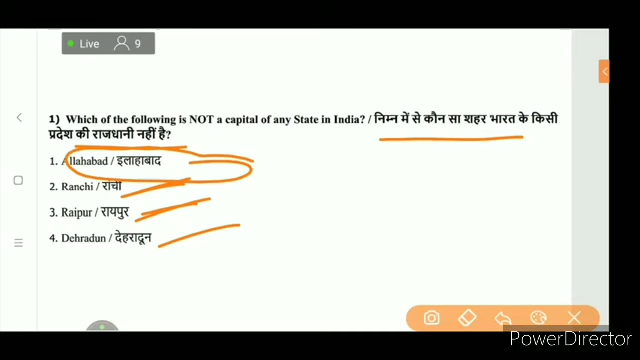 Live 9
1) Which of the following is NOT a capital of any State in India? / निम्न में से कौन सा शहर भारत के किसी
प्रदेश की राजधानी नहीं है?
1. Allahabad / इलाहाबाद
2. Ranchi / रांची
3. Raipur / रायपुर
4. Dehradun / देहरादून
PowerDirector